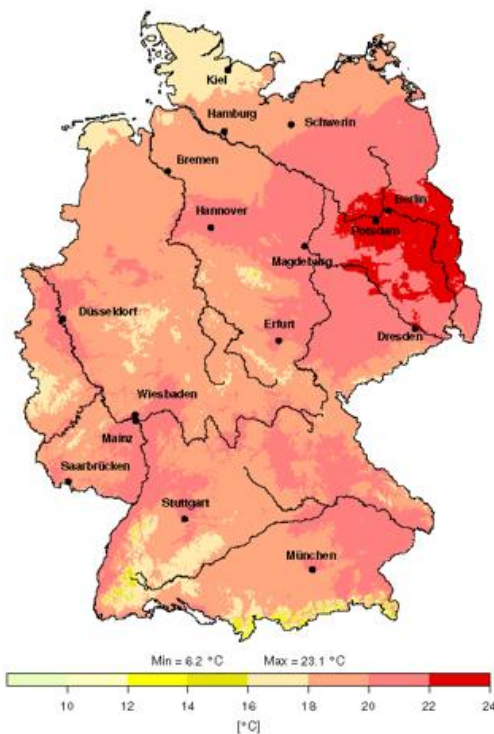 Kiel
Hamburg
Schwerin
Bremen
Berlin
Hannover
Potsdam
Magdeburg
Düsseldorf
Erfurt
Dresden
Wiesbaden
Mainz
Saarbrücken
Stuttgart
München
Min = 6.2 °C Max = 23.1 °C
10 12 14 16 18 20 22 24
[°C]